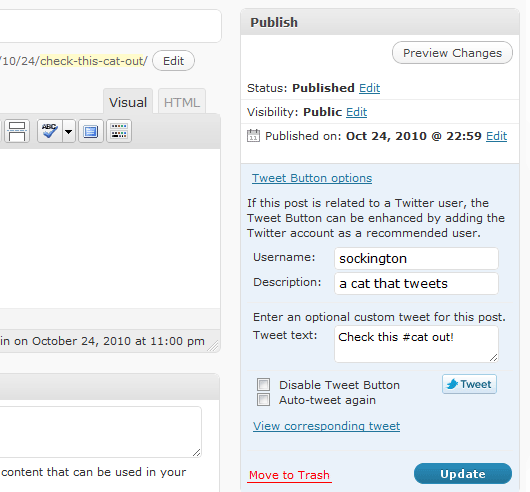 /10/24/check-this-cat-out/ Edit
Visual HTML
ABC
in on October 24, 2010 at 11:00 pm
content that can be used in your
Publish
Preview Changes
Status: Published Edit
Visibility: Public Edit
11 Published on: Oct 24, 2010 @ 22:59 Edit
Tweet Button options
If this post is related to a Twitter user, the
Tweet Button can be enhanced by adding the
Twitter account as a recommended user.
Username: sockington
Description: a cat that tweets
Enter an optional custom tweet for this post.
Tweet text: Check this #cat out!
Disable Tweet Button Tweet
Auto-tweet again
View corresponding tweet
Move to Trash Update